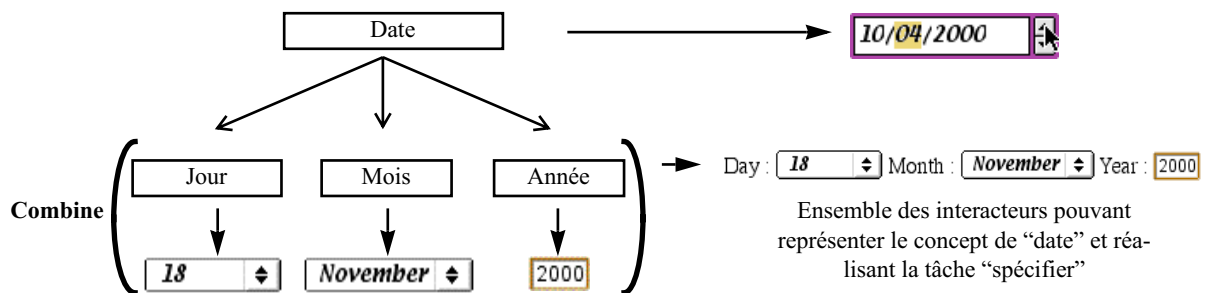 Date
10/04/2000
Jour
Mois
Année
Day : 18 Month : November Year : 2000
Combine
Ensemble des interacteurs pouvant
représenter le concept de “date” et réa-
lisant la tâche “spécifier”
18
November
2000